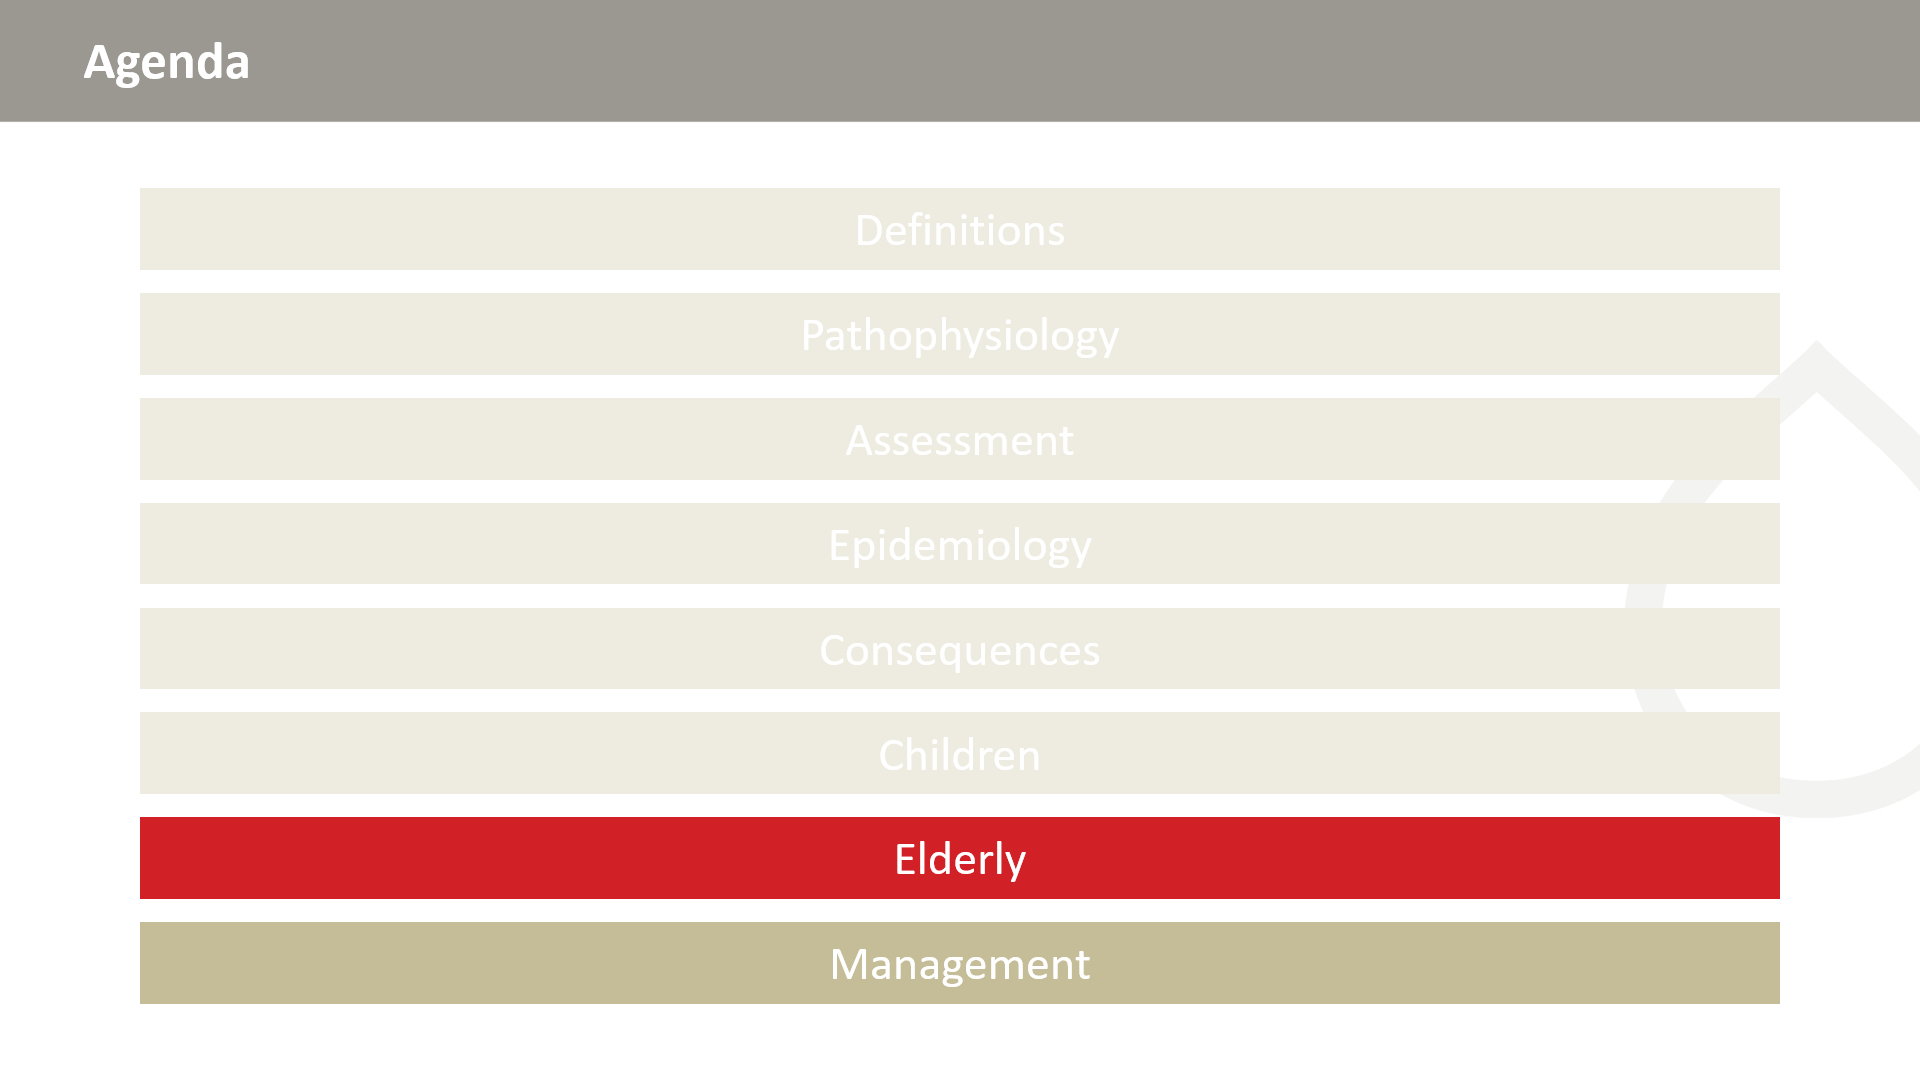 Agenda
Definitions
Pathophysiology
Assessment
Epidemiology
Consequences
Children
Elderly
Management